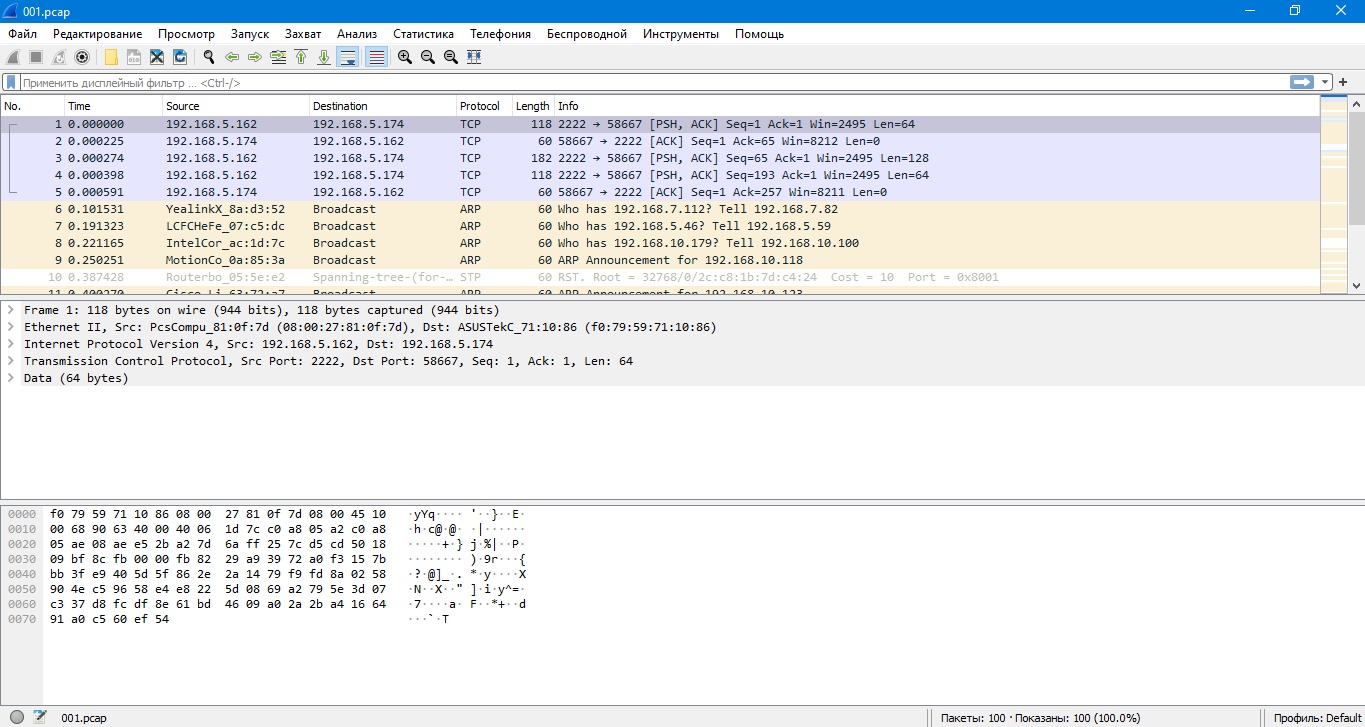 001.pcap
Файл Редактирование Просмотр Запуск Захват Анализ Статистика Телефония Беспроводной Инструменты Помощь
Применить дисплейный фильтр ... <Ctrl-/>
No. Time Source Destination Protocol Length Info
1 0.000000 192.168.5.162 192.168.5.174 TCP 118 2222 → 58667 [PSH, ACK] Seq=1 Ack=1 Win=2495 Len=64
2 0.000225 192.168.5.174 192.168.5.162 TCP 60 58667 → 2222 [ACK] Seq=1 Ack=65 Win=8212 Len=0
3 0.000274 192.168.5.162 192.168.5.174 TCP 182 2222 → 58667 [PSH, ACK] Seq=65 Ack=1 Win=2495 Len=128
4 0.000398 192.168.5.162 192.168.5.174 TCP 118 2222 → 58667 [PSH, ACK] Seq=193 Ack=1 Win=2495 Len=64
5 0.000591 192.168.5.174 192.168.5.162 TCP 60 58667 → 2222 [ACK] Seq=1 Ack=257 Win=8211 Len=0
6 0.101531 YealinkX_8a:d3:52 Broadcast ARP 60 Who has 192.168.7.112? Tell 192.168.7.82
7 0.191323 LCFCHeFe_07:c5:dc Broadcast ARP 60 Who has 192.168.5.46? Tell 192.168.5.59
8 0.221165 IntelCor_ac:1d:7c Broadcast ARP 60 Who has 192.168.10.179? Tell 192.168.10.100
9 0.250251 MotionCo_0a:85:3a Broadcast ARP 60 ARP Announcement for 192.168.10.118
10 0.387428 Routerbo_05:5e:e2 Spanning-tree-(for-… STP 60 RST. Root = 32768/0/2c:c8:1b:7d:c4:24 Cost = 10 Port = 0x8001
11 0.400270 Cisco-Li_63:72:a7 Broadcast ARP 60 ARP Announcement for 192.168.10.123
Frame 1: 118 bytes on wire (944 bits), 118 bytes captured (944 bits)
Ethernet II, Src: PcsCompu_81:0f:7d (08:00:27:81:0f:7d), Dst: ASUSTekC_71:10:86 (f0:79:59:71:10:86)
Internet Protocol Version 4, Src: 192.168.5.162, Dst: 192.168.5.174
Transmission Control Protocol, Src Port: 2222, Dst Port: 58667, Seq: 1, Ack: 1, Len: 64
Data (64 bytes)
0000 f0 79 59 71 10 86 08 00 27 81 0f 7d 08 00 45 10 ·yYq···· '··}··E·
0010 00 68 90 63 40 00 40 06 1d 7c c0 a8 05 a2 c0 a8 ·h·c@·@· ·|······
0020 05 ae 08 ae e5 2b a2 7d 6a ff 25 7c d5 cd 50 18 ·····+·} j·%|··P·
0030 09 bf 8c fb 00 00 fb 82 29 a9 39 72 a0 f3 15 7b ········ )·9r···{
0040 bb 3f e9 40 5d 5f 86 2e 2a 14 79 f9 fd 8a 02 58 ·?·@]_·. *·y····X
0050 90 4e c5 96 58 e4 e8 22 5d 08 69 a2 79 5e 3d 07 ·N··X··" ]·i·y^=·
0060 c3 37 d8 fc df 8e 61 bd 46 09 a0 2a 2b a4 16 64 ·7····a· F··*+··d
0070 91 a0 c5 60 ef 54 ···`·T
001.pcap Пакеты: 100 · Показаны: 100 (100.0%) Профиль: Default